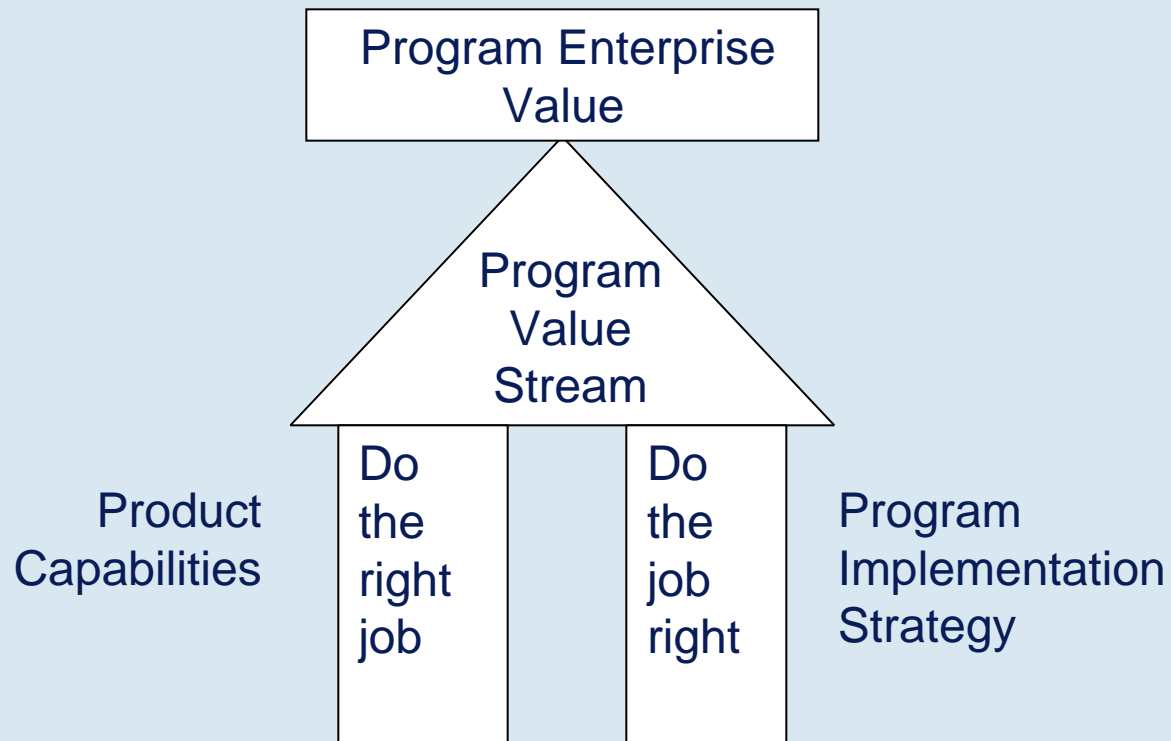 Program Enterprise
Value
Program
Value
Stream
Product
Capabilities
Do
the
right
job
Do
the
job
right
Program
Implementation
Strategy